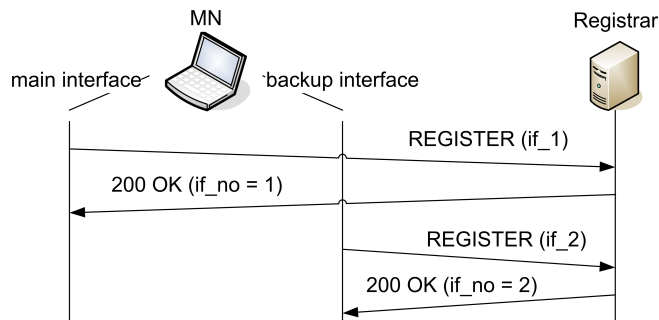 MN
Registrar
main interface
backup interface
REGISTER (if_1)
200 OK (if_no = 1)
REGISTER (if_2)
200 OK (if_no = 2)